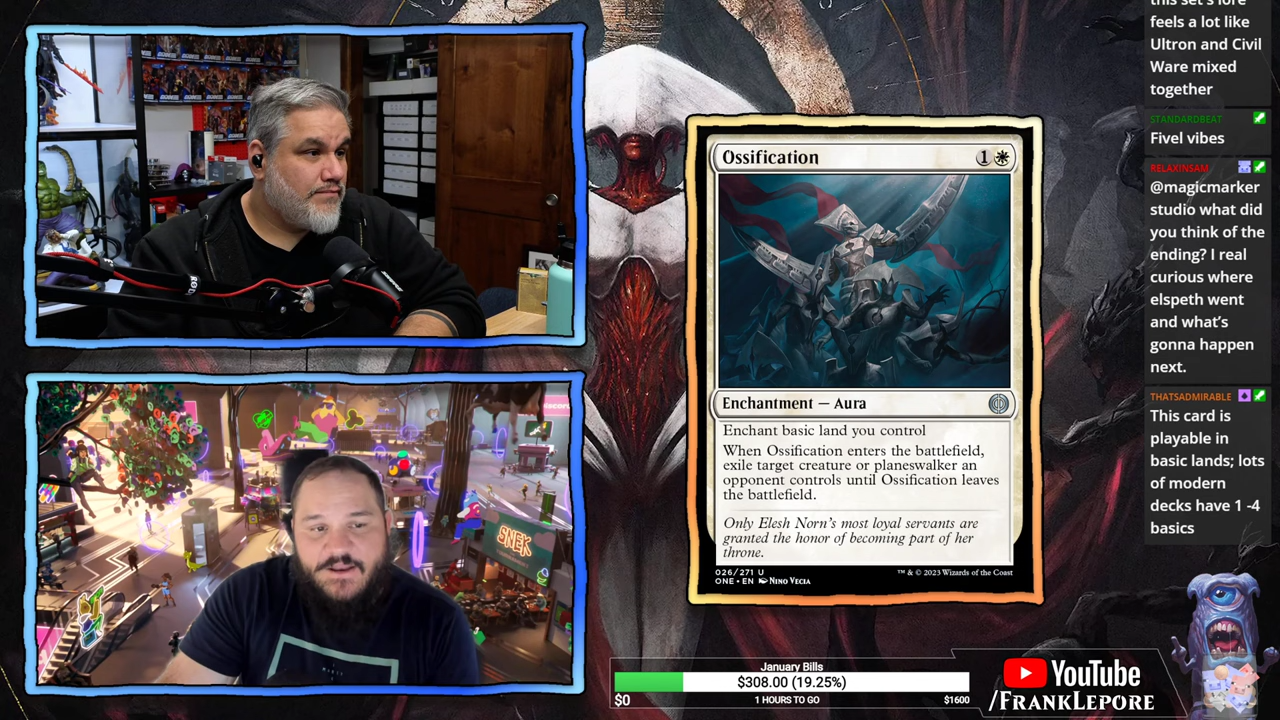 SNEK
Ossification
1
Enchantment — Aura
Enchant basic land you control
When Ossification enters the battlefield,
exile target creature or planeswalker an
opponent controls until Ossification leaves
the battlefield.
Only Elesh Norn's most loyal servants are
granted the honor of becoming part of her
throne.
026/271 U
ONE • EN Nino Vecia
™ & © 2023 Wizards of the Coast
this set's lore
feels a lot like
Ultron and Civil
Ware mixed
together
STANDARDBEAT
Fivel vibes
RELAXINSAM
@magicmarker
studio what did
you think of the
ending? I real
curious where
elspeth went
and what's
gonna happen
next.
THATSADMIRABLE
This card is
playable in
basic lands; lots
of modern
decks have 1 -4
basics
January Bills
$308.00 (19.25%)
$0
1 HOURS TO GO
$1600
YouTube
/FrankLepore